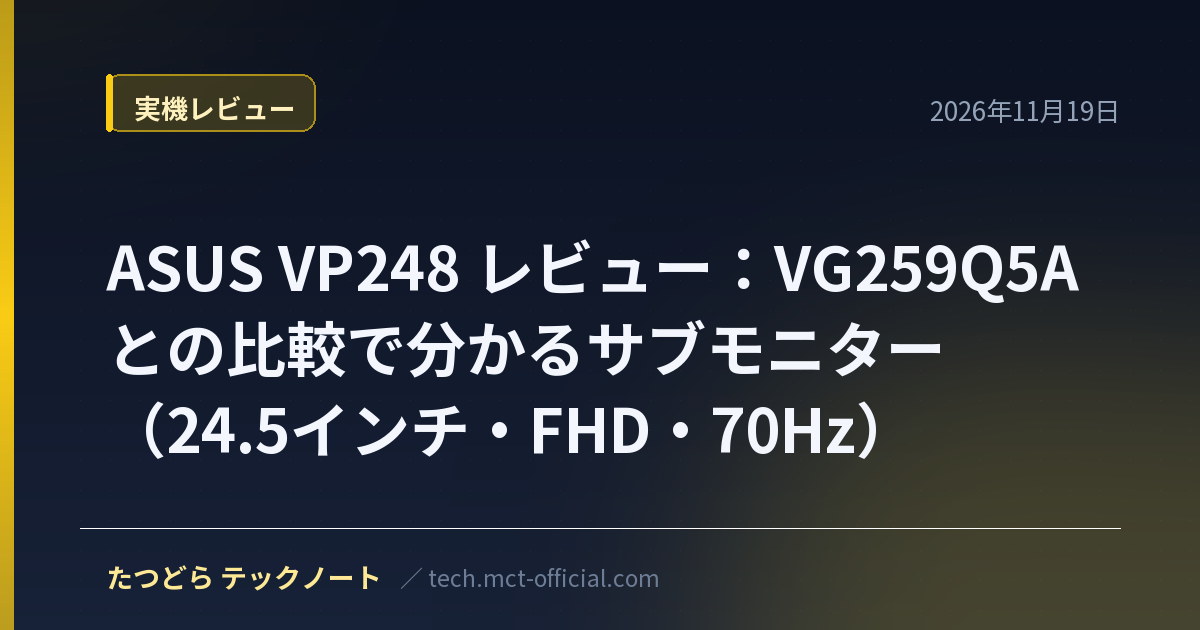 実機レビュー
2026年11月19日
ASUS VP248 レビュー：VG259Q5A
との比較で分かるサブモニター
（24.5インチ・FHD・70Hz）
たつどら テックノート ／ tech.mct-official.com